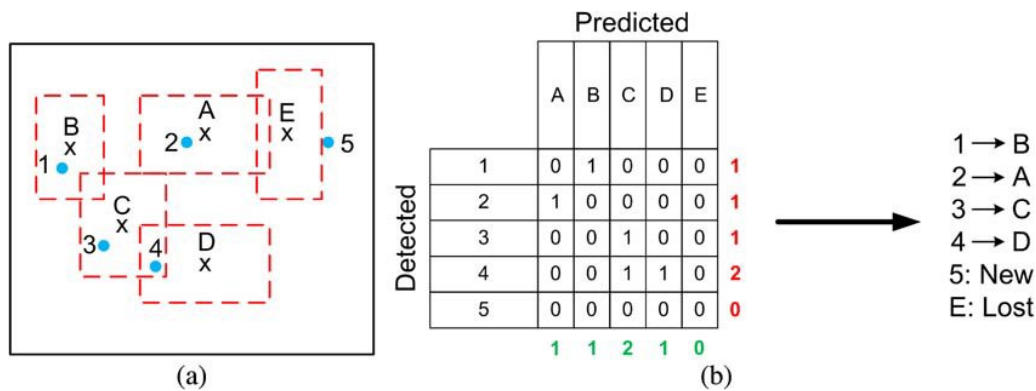 A
B
E
2
5
1
C
3
4
D
(a)
Predicted
Detected
A B C D E
1 0 1 0 0 0 1
2 1 0 0 0 0 1
3 0 0 1 0 0 1
4 0 0 1 1 0 2
5 0 0 0 0 0 0
1 1 2 1 0
(b)
1→B
2→A
3→C
4→D
5: New
E: Lost